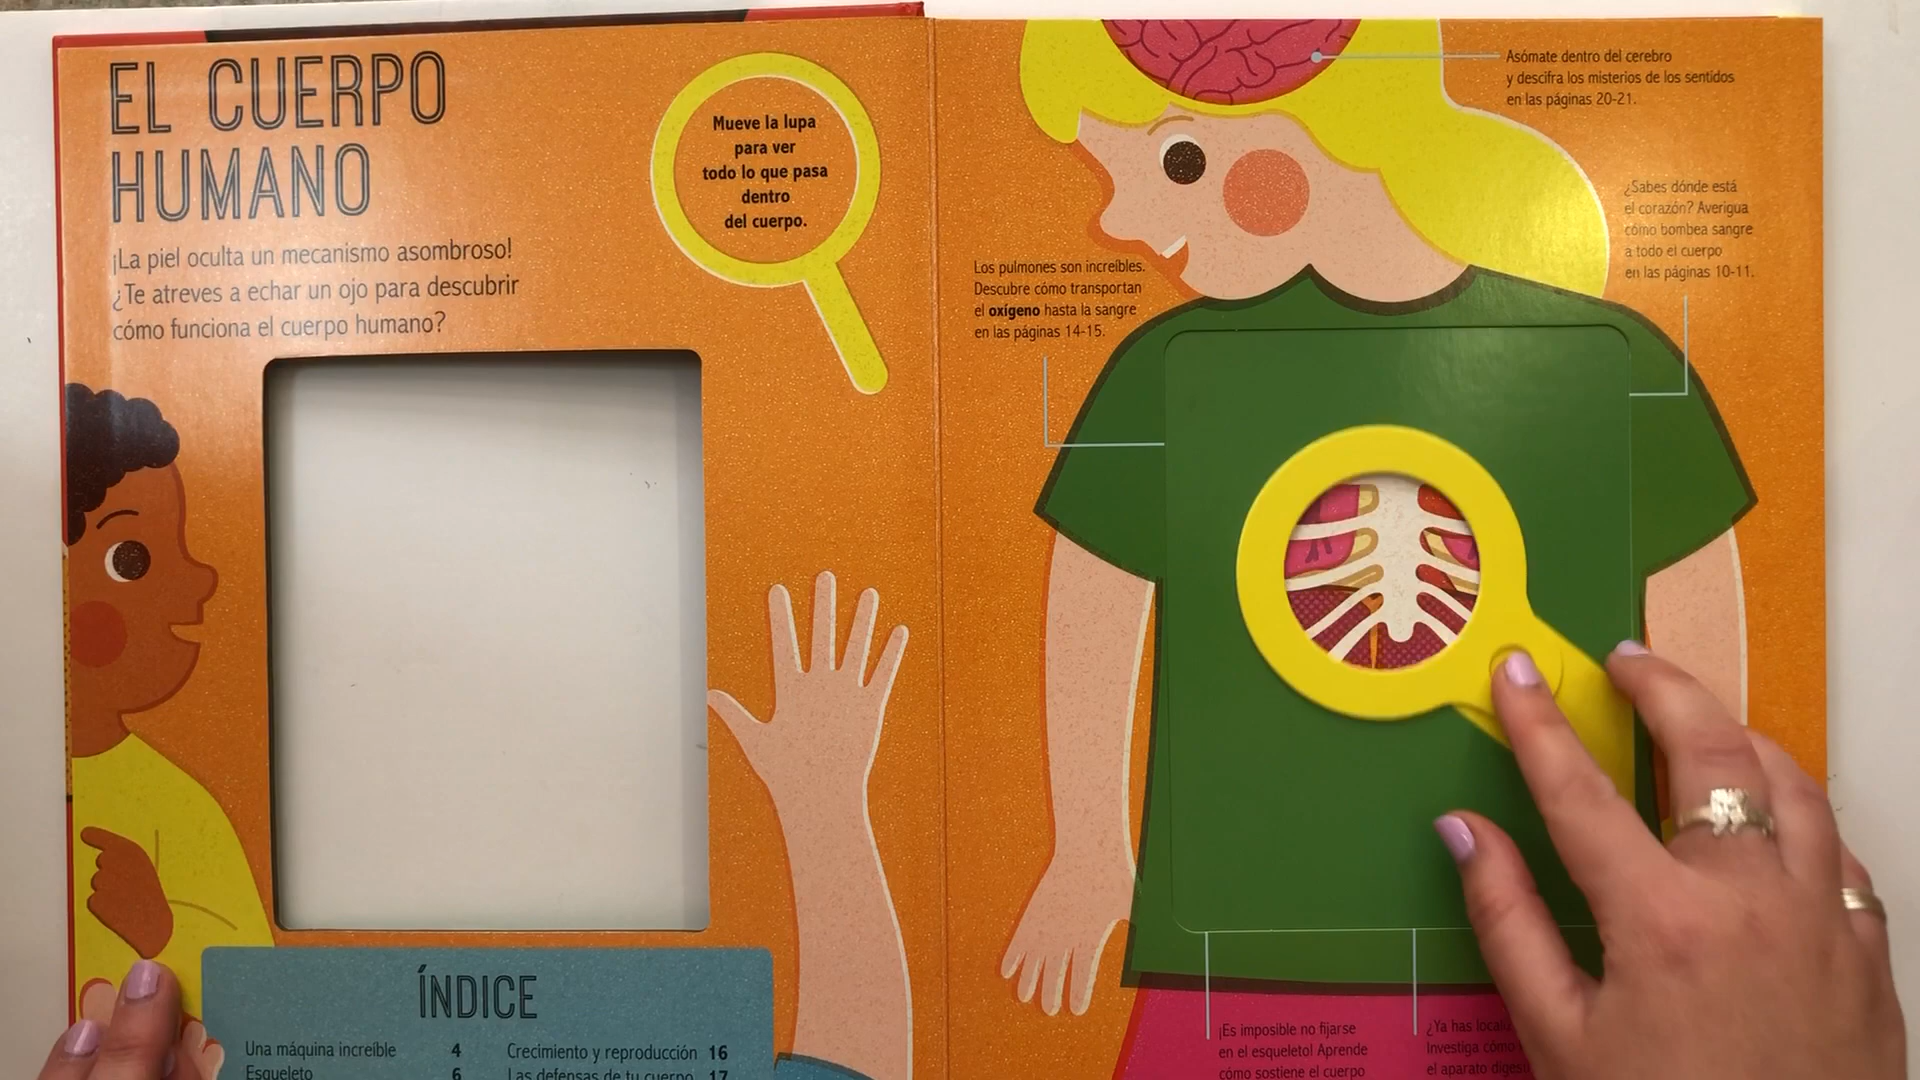 EL CUERPO
HUMANO
¡La piel oculta un mecanismo asombroso!
¿Te atreves a echar un ojo para descubrir
cómo funciona el cuerpo humano?
Mueve la lupa
para ver
todo lo que pasa
dentro
del cuerpo.
ÍNDICE
Una máquina increíble 4
Esqueleto 6
Crecimiento y reproducción 16
Las defensas de tu cuerpo 17
Asómate dentro del cerebro
y descifra los misterios de los sentidos
en las páginas 20-21.
¿Sabes dónde está
el corazón? Averigua
cómo bombea sangre
a todo el cuerpo
en las páginas 10-11.
Los pulmones son increíbles.
Descubre cómo transportan
el oxígeno hasta la sangre
en las páginas 14-15.
¡Es imposible no fijarse
en el esqueleto! Aprende
cómo sostiene el cuerpo
¿Ya has
Investiga cómo
el aparato